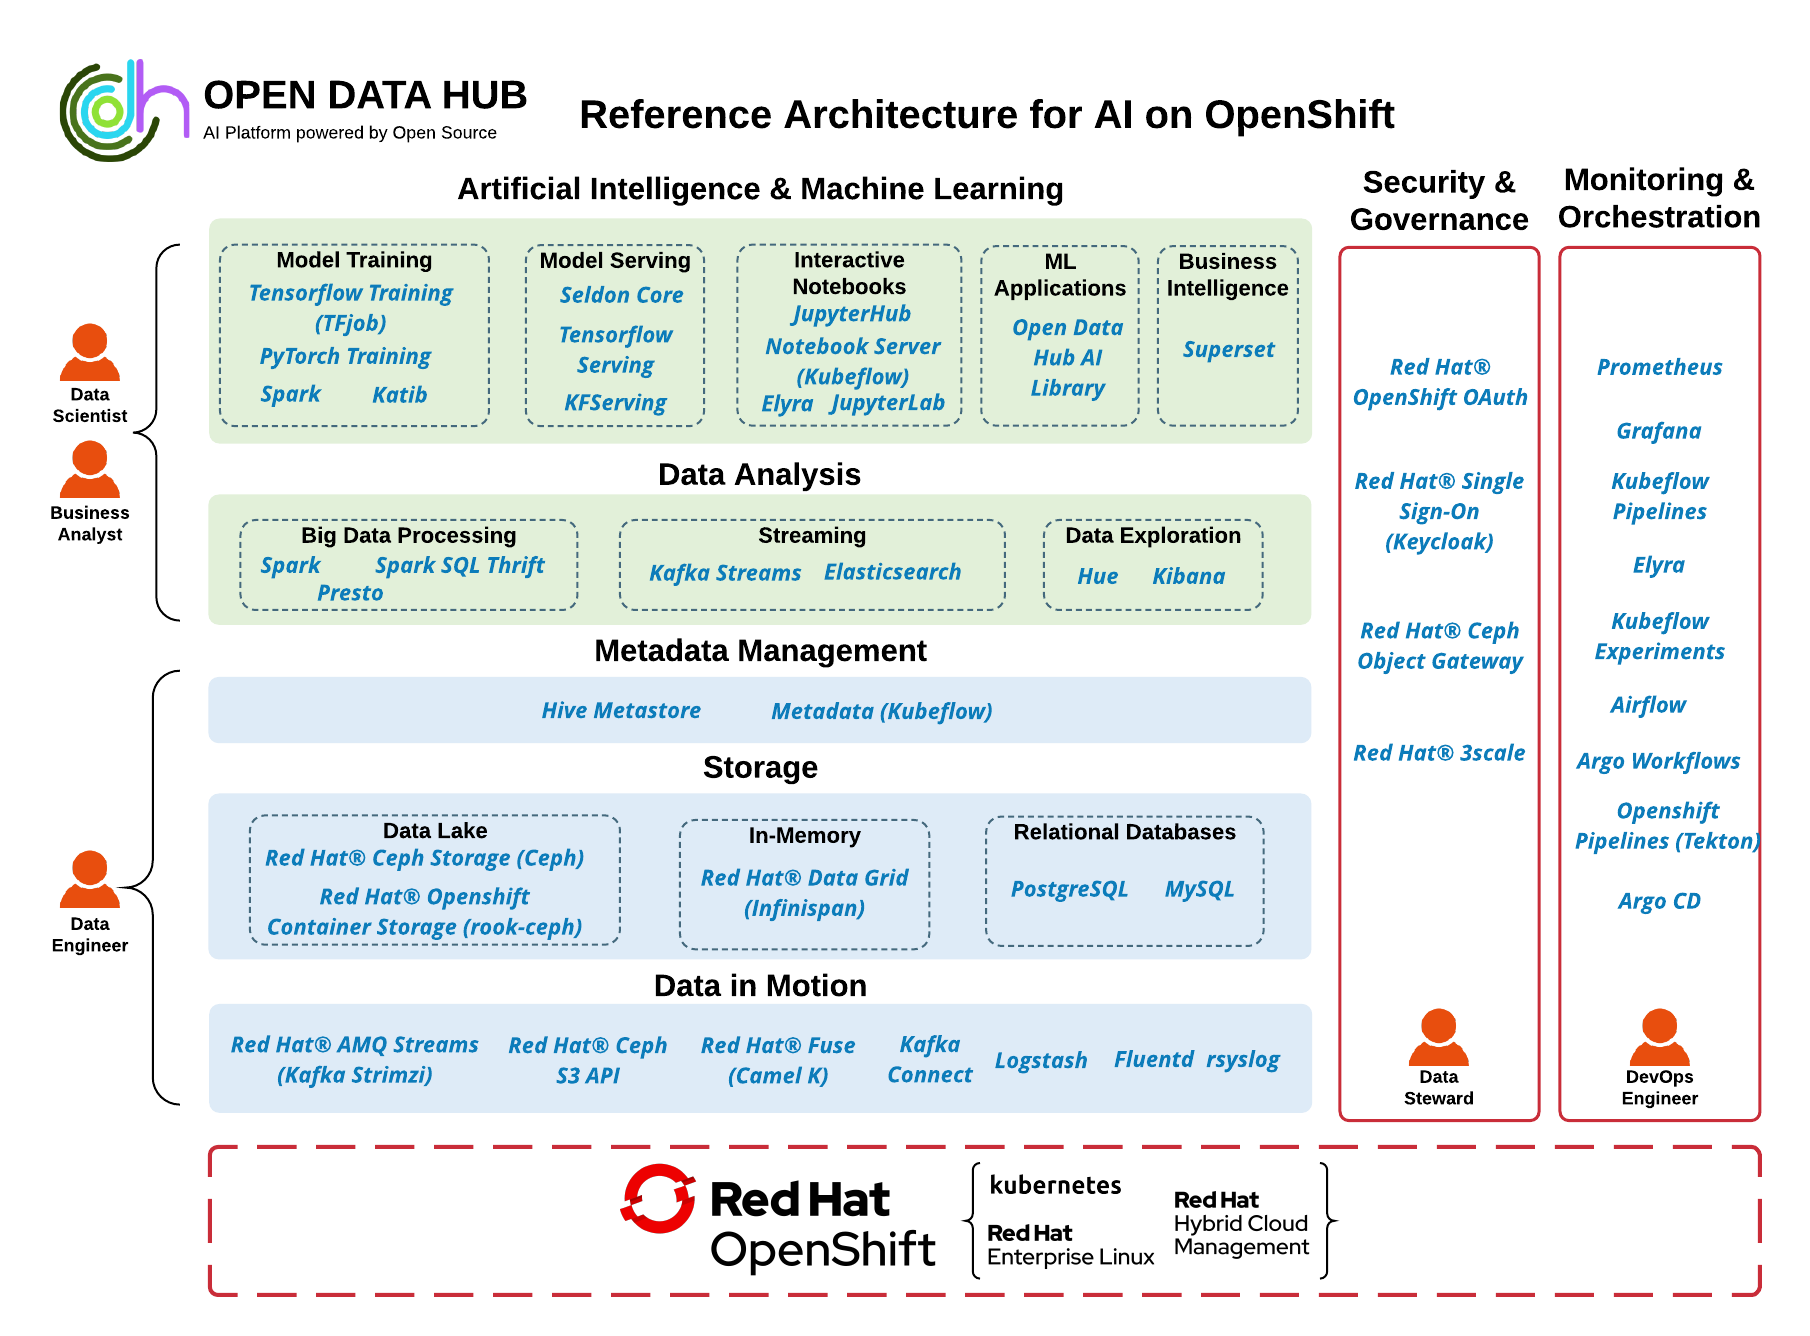 OPEN DATA HUB
AI Platform powered by Open Source
Reference Architecture for AI on OpenShift
Artificial Intelligence & Machine Learning
Model Training
Tensorflow Training
(TFjob)
PyTorch Training
Spark Katib
Model Serving
Seldon Core
Tensorflow
Serving
KFServing
Interactive
Notebooks
JupyterHub
Notebook Server
(Kubeflow)
Elyra JupyterLab
ML
Applications
Open Data
Hub AI
Library
Business
Intelligence
Superset
Data
Scientist
Business
Analyst
Data Analysis
Big Data Processing
Spark Spark SQL Thrift
Presto
Streaming
Kafka Streams Elasticsearch
Data Exploration
Hue Kibana
Metadata Management
Hive Metastore Metadata (Kubeflow)
Storage
Data Lake
Red Hat® Ceph Storage (Ceph)
Red Hat® Openshift
Container Storage (rook-ceph)
In-Memory
Red Hat® Data Grid
(Infinispan)
Relational Databases
PostgreSQL MySQL
Data
Engineer
Data in Motion
Red Hat® AMQ Streams
(Kafka Strimzi)
Red Hat® Ceph
S3 API
Red Hat® Fuse
(Camel K)
Kafka
Connect
Logstash
Fluentd rsyslog
Security &
Governance
Red Hat®
OpenShift OAuth
Red Hat® Single
Sign-On
(Keycloak)
Red Hat® Ceph
Object Gateway
Red Hat® 3scale
Data
Steward
Monitoring &
Orchestration
Prometheus
Grafana
Kubeflow
Pipelines
Elyra
Kubeflow
Experiments
Airflow
Argo Workflows
Openshift
Pipelines (Tekton)
Argo CD
DevOps
Engineer
Red Hat
OpenShift
kubernetes
Red Hat
Enterprise Linux
Red Hat
Hybrid Cloud
Management